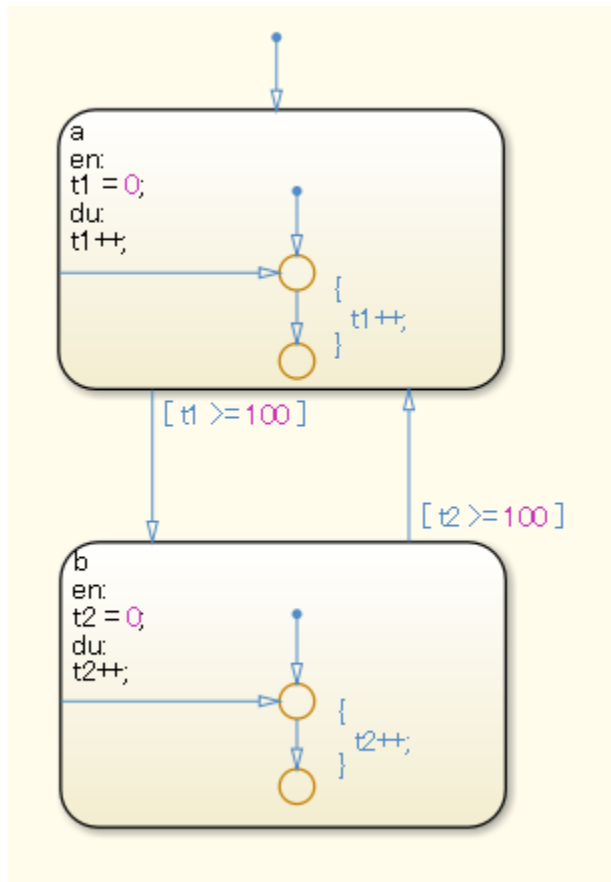 a
en:
t1 = 0;
du:
t1++;
{
t1++;
}
[ t1 >=100 ]
[ t2 >=100 ]
b
en:
t2 = 0;
du:
t2++;
{
t2++;
}